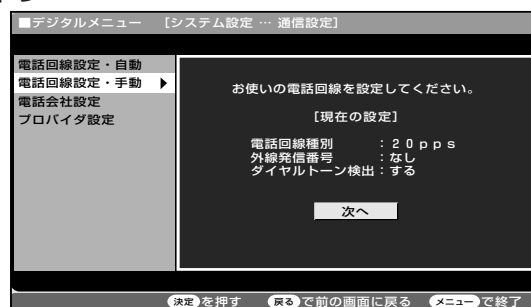 ■デジタルメニュー [システム設定 … 通信設定]
電話回線設定・自動
電話回線設定・手動 ▶
電話会社設定
プロバイダ設定
お使いの電話回線を設定してください。
[現在の設定]
電話回線種別 :２０ｐｐｓ
外線発信番号 :なし
ダイヤルトーン検出:する
次へ
決定を押す 戻るで前の画面に戻る メニューで終了